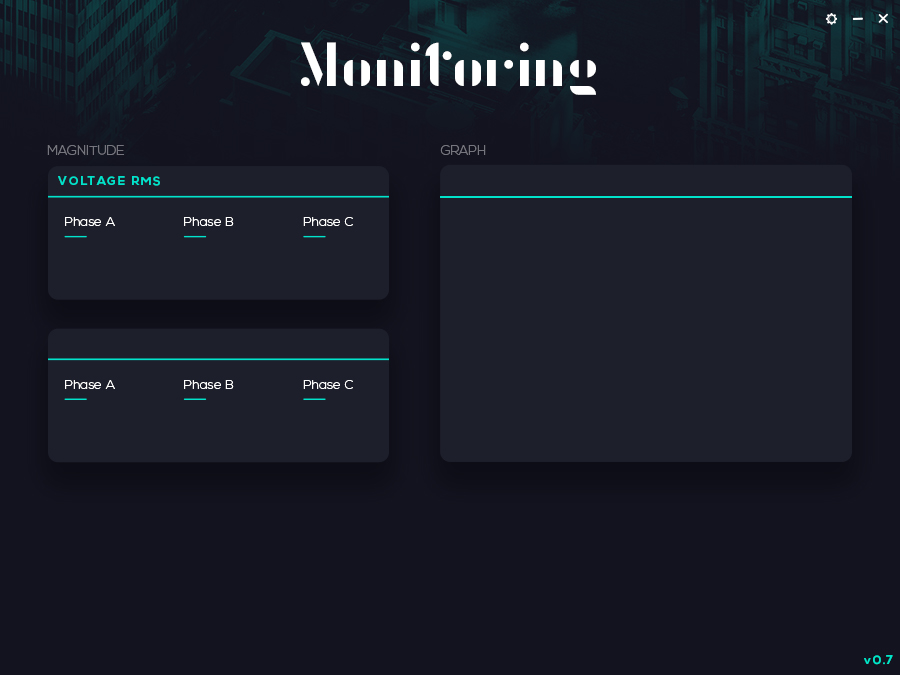 Monitoring
MAGNITUDE
VOLTAGE RMS
Phase A
Phase B
Phase C
Phase A
Phase B
Phase C
GRAPH
v0.7